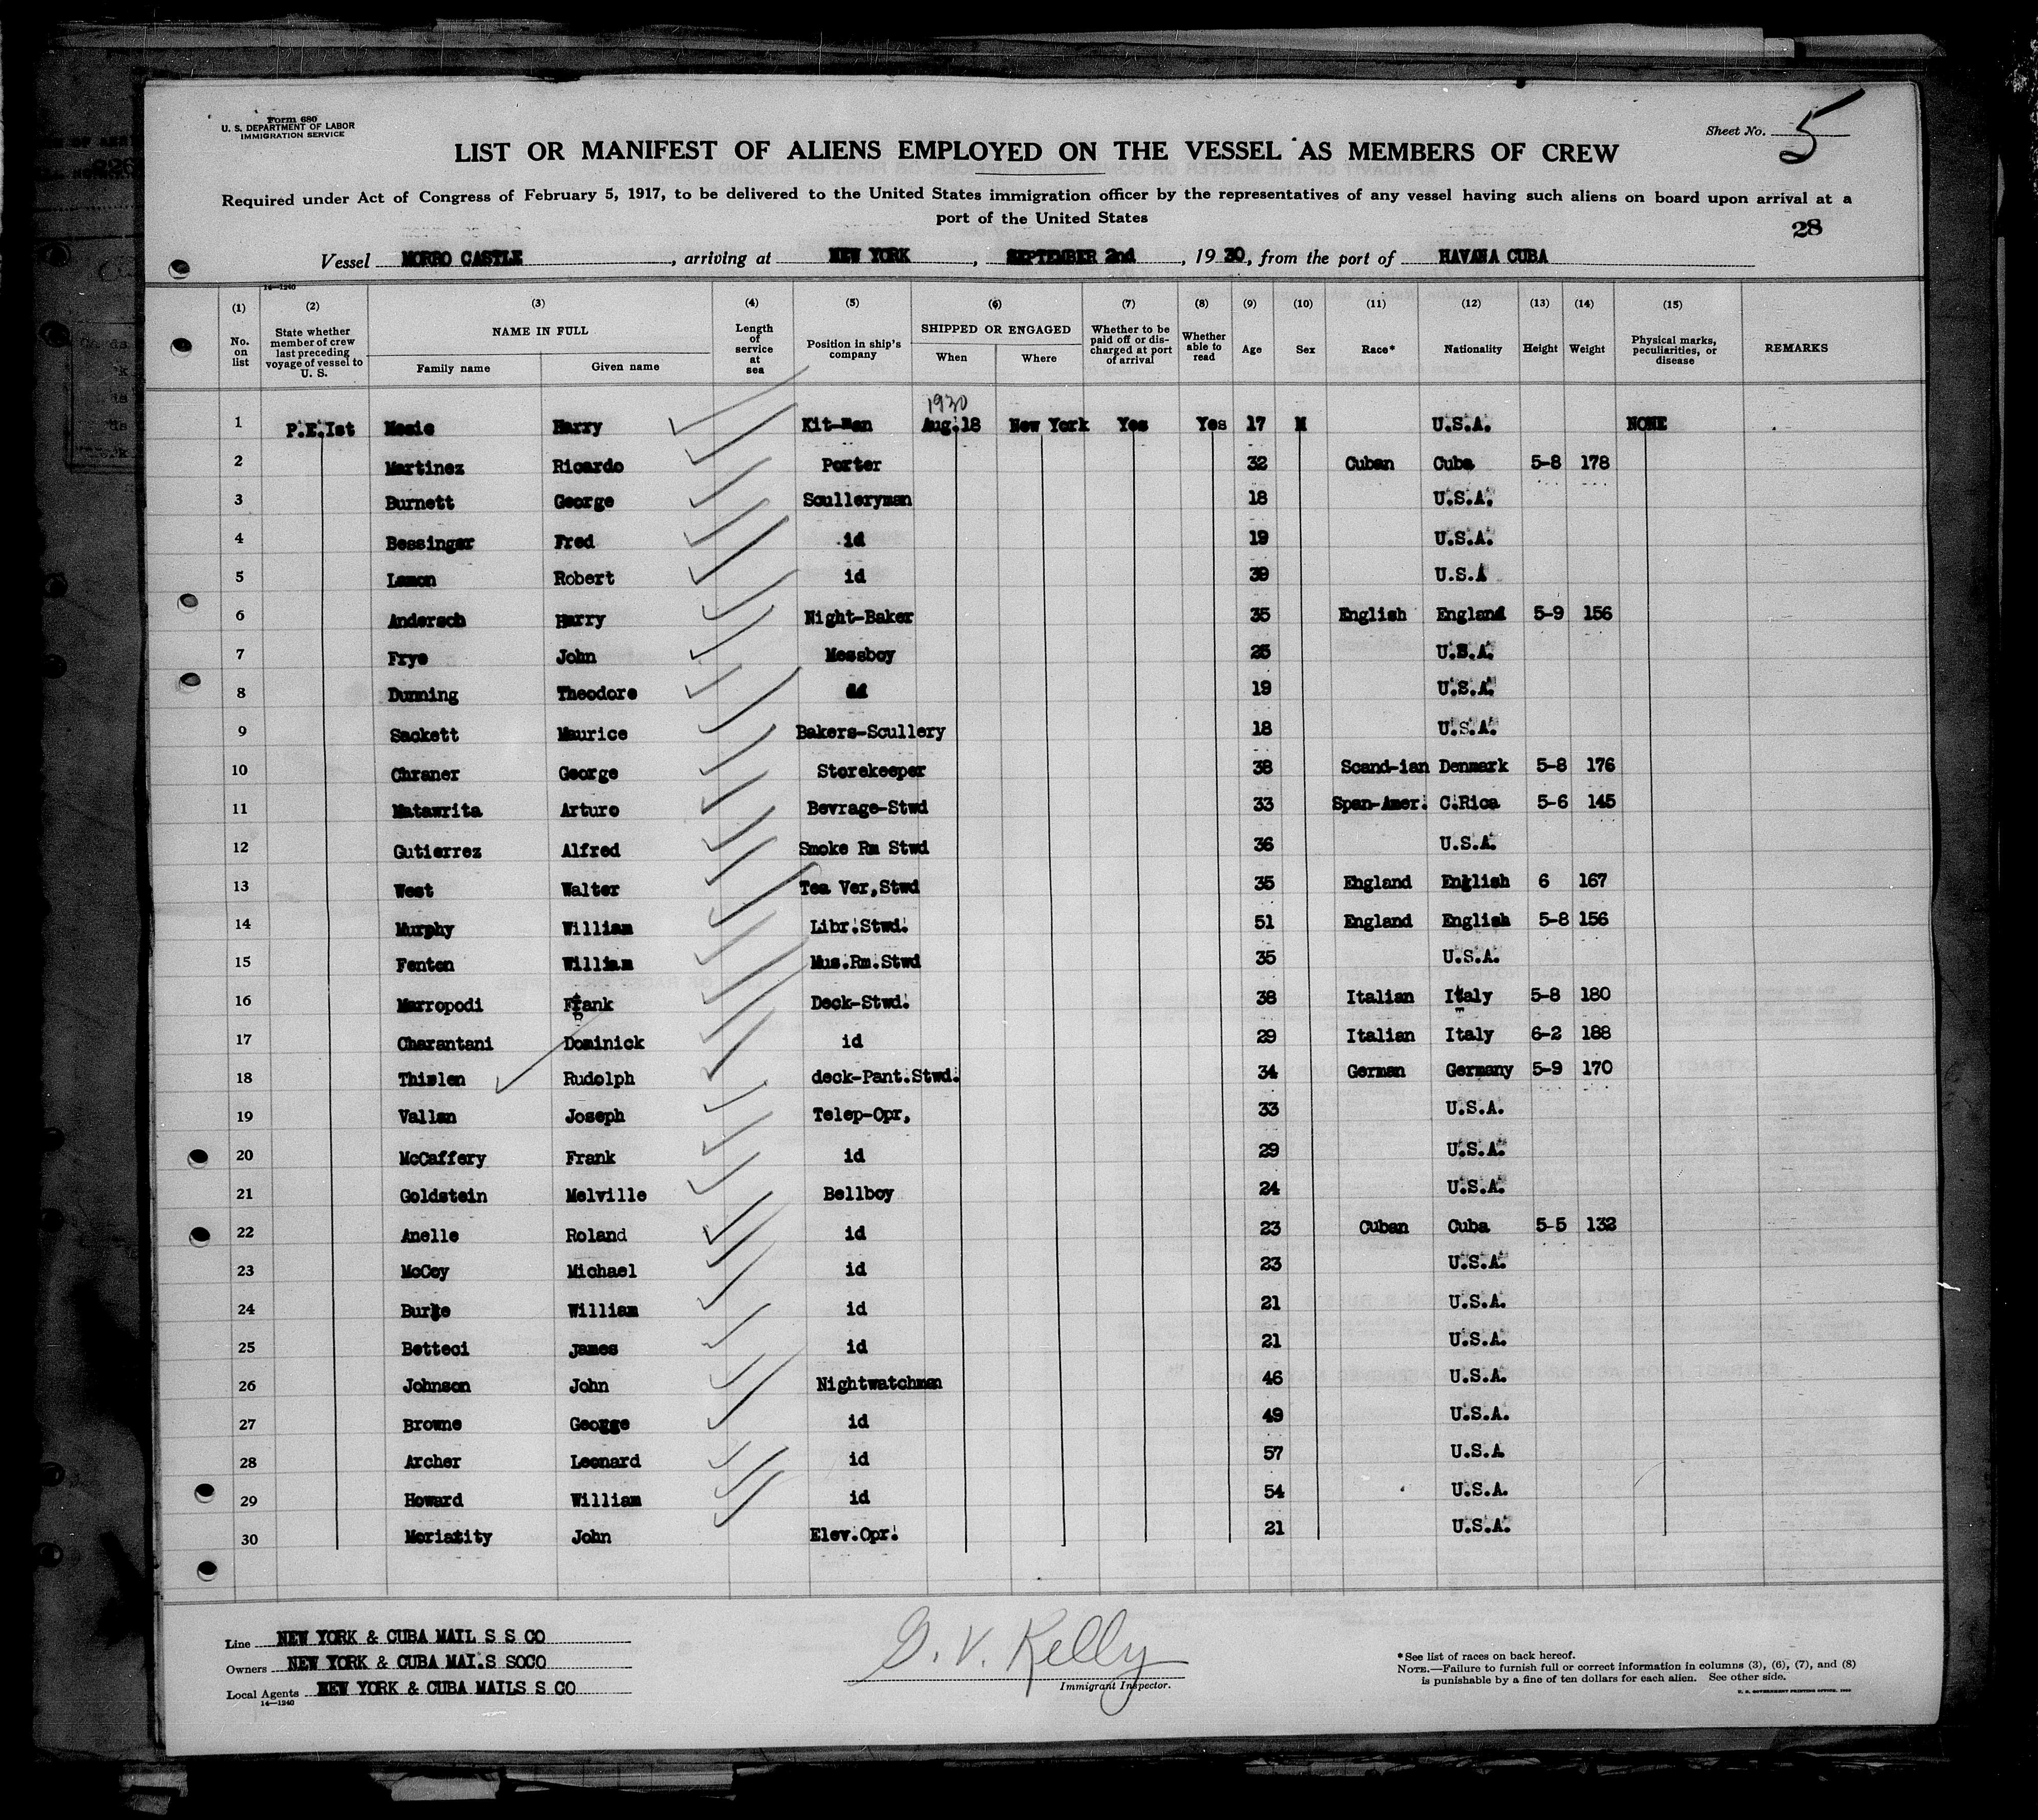 Form 680
U. S. DEPARTMENT OF LABOR
IMMIGRATION SERVICE
Sheet No. 5
LIST OR MANIFEST OF ALIENS EMPLOYED ON THE VESSEL AS MEMBERS OF CREW
Required under Act of Congress of February 5, 1917, to be delivered to the United States immigration officer by the representatives of any vessel having such aliens on board upon arrival at a
port of the United States
28
Vessel MORRO CASTLE, arriving at NEW YORK, SEPTEMBER 2nd, 1930, from the port of HAVANA CUBA
14—1240
(1) (2) (3) (4) (5) (6) (7) (8) (9) (10) (11) (12) (13) (14) (15)
No. on list State whether member of crew last preceding voyage of vessel to U. S. NAME IN FULL Family name Given name Length of service at sea Position in ship's company SHIPPED OR ENGAGED When Where Whether to be paid off or discharged at port of arrival Whether able to read Age Sex Race* Nationality Height Weight Physical marks, peculiarities, or disease REMARKS
1930
1 P.E.Ist Mesie Harry Kit-Man Aug.18 New York Yes Yes 17 M U.S.A. NONE
2 Martinez Ricardo Porter 32 Cuban Cuba 5-8 178
3 Burnett George Sculleryman 18 U.S.A.
4 Bessinger Fred id 19 U.S.A.
5 Lemon Robert id 39 U.S.A
6 Andersch Harry Night-Baker 35 English England 5-9 156
7 Frye John Messboy 25 U.S.A.
8 Dunning Theodore id 19 U.S.A.
9 Sackett Maurice Bakers-Scullery 18 U.S.A.
10 Chraner George Storekeeper 38 Scand-ian Denmark 5-8 176
11 Matawrita Arturo Bevrage-Stwd 33 Span-Amer. C.Rica 5-6 145
12 Gutierrez Alfred Smoke Rm Stwd 36 U.S.A.
13 West Walter Tea Ver,Stwd 35 England English 6 167
14 Murphy William Libr.Stwd. 51 England English 5-8 156
15 Fenton William Mus.Rm.Stwd 35 U.S.A.
16 Marropodi Frank Deck-Stwd. 38 Italian Italy 5-8 180
17 Charantani Dominick id 29 Italian Italy 6-2 188
18 Thislen Rudolph deck-Pant.Stwd. 34 German Germany 5-9 170
19 Vallan Joseph Telep-Opr, 33 U.S.A.
20 McCaffery Frank id 29 U.S.A.
21 Goldstein Melville Bellboy 24 U.S.A.
22 Anelle Roland id 23 Cuban Cuba 5-5 132
23 McCoy Michael id 23 U.S.A.
24 Burke William id 21 U.S.A.
25 Betteci James id 21 U.S.A.
26 Johnson John Nightwatchman 46 U.S.A.
27 Browne George id 49 U.S.A.
28 Archer Leonard id 57 U.S.A
29 Howard William id 54 U.S.A.
30 Moriatity John Elev.Opr. 21 U.S.A.
Line NEW YORK & CUBA MAIL S S CO
Owners NEW YORK & CUBA MAI.S SOCO
Local Agents NEW YORK & CUBA MAILS S CO
14—1240
G. V. Kelly
Immigrant Inspector.
*See list of races on back hereof.
NOTE.—Failure to furnish full or correct information in columns (3), (6), (7), and (8)
is punishable by a fine of ten dollars for each alien. See other side.